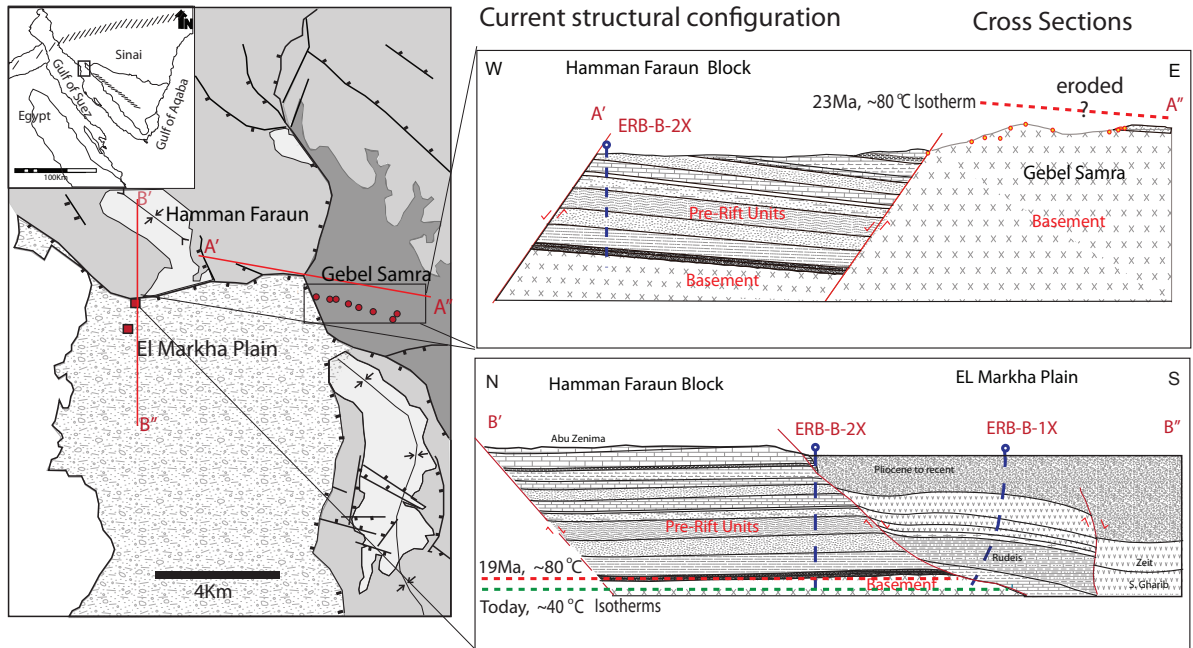 Current structural configuration
Cross Sections
N
Sinai
Gulf of Suez
Gulf of Aqaba
Egypt
100Km
B'
Hamman Faraun
A'
Gebel Samra
A"
El Markha Plain
B"
4Km
W
Hamman Faraun Block
E
eroded
?
23Ma, ~80 °C Isotherm
A"
A'
ERB-B-2X
Gebel Samra
Pre-Rift Units
Basement
Basement
N
Hamman Faraun Block
EL Markha Plain
S
B'
ERB-B-2X
ERB-B-1X
B"
Abu Zenima
Pliocene to recent
Pre-Rift Units
Rudeis
Zeit
S. Gharib
19Ma, ~80 °C
Basement
Today, ~40 °C Isotherms